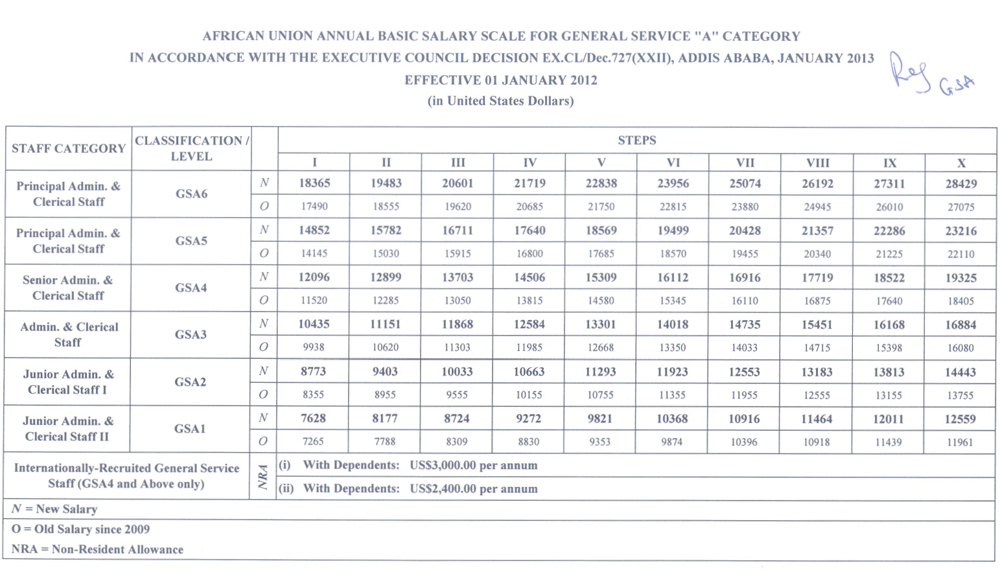 AFRICAN UNION ANNUAL BASIC SALARY SCALE FOR GENERAL SERVICE "A" CATEGORY
IN ACCORDANCE WITH THE EXECUTIVE COUNCIL DECISION EX.CL/Dec.727(XXII), ADDIS ABABA, JANUARY 2013
EFFECTIVE 01 JANUARY 2012
(in United States Dollars)
Reg
GSA
STAFF CATEGORY CLASSIFICATION / LEVEL STEPS
I II III IV V VI VII VIII IX X
Principal Admin. & Clerical Staff GSA6 N 18365 19483 20601 21719 22838 23956 25074 26192 27311 28429
O 17490 18555 19620 20685 21750 22815 23880 24945 26010 27075
Principal Admin. & Clerical Staff GSA5 N 14852 15782 16711 17640 18569 19499 20428 21357 22286 23216
O 14145 15030 15915 16800 17685 18570 19455 20340 21225 22110
Senior Admin. & Clerical Staff GSA4 N 12096 12899 13703 14506 15309 16112 16916 17719 18522 19325
O 11520 12285 13050 13815 14580 15345 16110 16875 17640 18405
Admin. & Clerical Staff GSA3 N 10435 11151 11868 12584 13301 14018 14735 15451 16168 16884
O 9938 10620 11303 11985 12668 13350 14033 14715 15398 16080
Junior Admin. & Clerical Staff I GSA2 N 8773 9403 10033 10663 11293 11923 12553 13183 13813 14443
O 8355 8955 9555 10155 10755 11355 11955 12555 13155 13755
Junior Admin. & Clerical Staff II GSA1 N 7628 8177 8724 9272 9821 10368 10916 11464 12011 12559
O 7265 7788 8309 8830 9353 9874 10396 10918 11439 11961
Internationally-Recruited General Service Staff (GSA4 and Above only) NRA (i) With Dependents: US$3,000.00 per annum
(ii) With Dependents: US$2,400.00 per annum
N = New Salary
O = Old Salary since 2009
NRA = Non-Resident Allowance